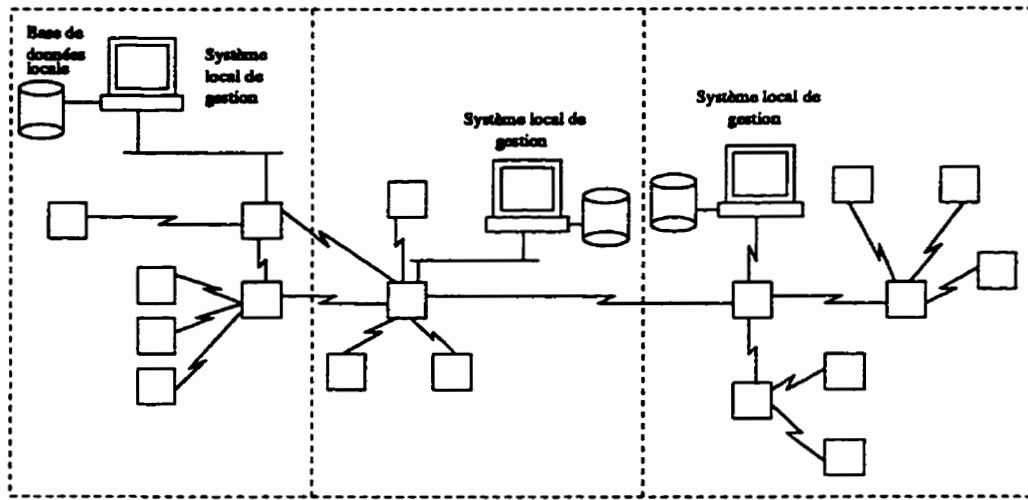 Base de
données
locale
Système
local de
gestion
Système local de
gestion
Système local de
gestion